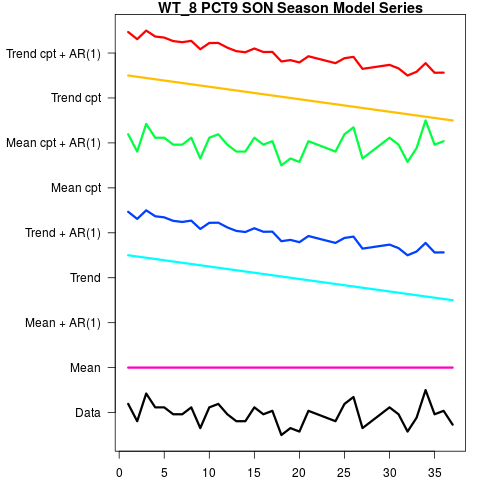 WT_8 PCT9 SON Season Model Series
Trend cpt + AR(1)
Trend cpt
Mean cpt + AR(1)
Mean cpt
Trend + AR(1)
Trend
Mean + AR(1)
Mean
Data
0 5 10 15 20 25 30 35